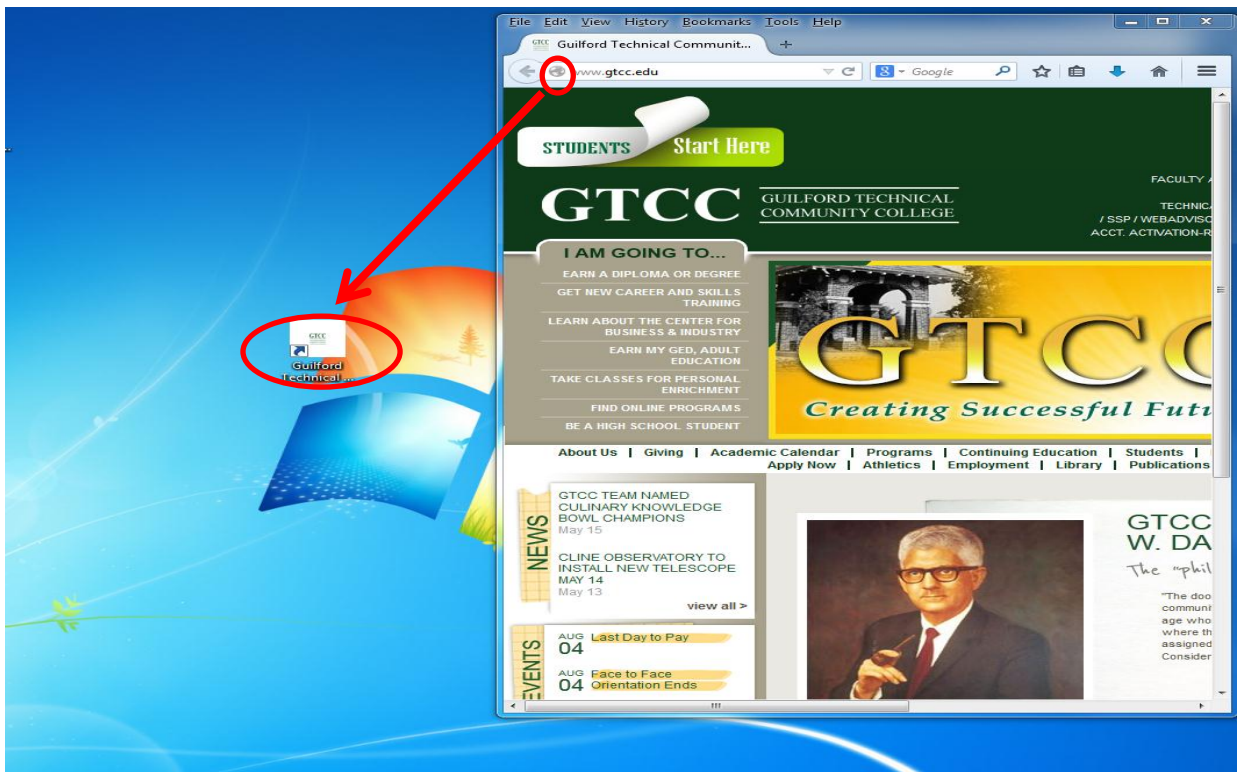 File Edit View History Bookmarks Tools Help
GTCC Guilford Technical Communit... +
www.gtcc.edu
8 Google
STUDENTS Start Here
GTCC
GUILFORD TECHNICAL
COMMUNITY COLLEGE
FACULTY
/ SSP /
ACCT.
I AM GOING TO...
EARN A DIPLOMA OR DEGREE
GET NEW CAREER AND SKILLS
TRAINING
LEARN ABOUT THE CENTER FOR
BUSINESS & INDUSTRY
EARN MY GED, ADULT
EDUCATION
TAKE CLASSES FOR PERSONAL
ENRICHMENT
FIND ONLINE PROGRAMS
BE A HIGH SCHOOL STUDENT
GTCC
Creating Successful
GTCC
Guilford
Technical ...
About Us | Giving | Academic Calendar | Programs | Continuing Education | Students |
Apply Now | Athletics | Employment | Library | Publications
NEWS
GTCC TEAM NAMED
CULINARY KNOWLEDGE
BOWL CHAMPIONS
May 15
CLINE OBSERVATORY TO
INSTALL NEW TELESCOPE
MAY 14
May 13
view all >
EVENTS
AUG 04 Last Day to Pay
AUG 04 Face to Face
Orientation Ends
GTCC
W. DA
The "phil
"The doo
communi
age who
where th
assigned
Consider